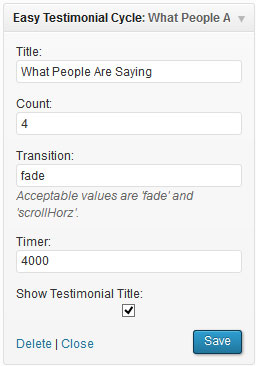 Easy Testimonial Cycle: What People A
Title:
What People Are Saying
Count:
4
Transition:
fade
Acceptable values are 'fade' and
'scrollHorz'.
Timer:
4000
Show Testimonial Title:
Delete | Close
Save